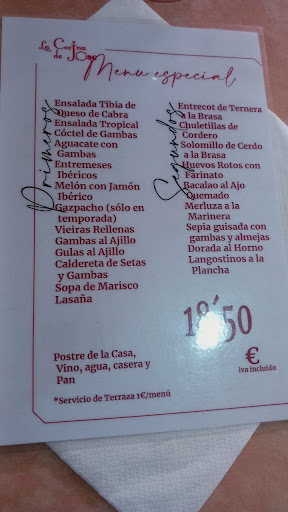 La Cocina
de Jose
Menu especial
Primeros
Ensalada Tibia de
Queso de Cabra
Ensalada Tropical
Cóctel de Gambas
Aguacate con
Gambas
Entremeses
Ibéricos
Melón con Jamón
Ibérico
Gazpacho (sólo en
temporada)
Vieiras Rellenas
Gambas al Ajillo
Gulas al Ajillo
Caldereta de Setas
y Gambas
Sopa de Marisco
Lasaña
Segundos
Entrecot de Ternera
a la Brasa
Chuletillas de
Cordero
Solomillo de Cerdo
a la Brasa
Huevos Rotos con
Farinato
Bacalao al Ajo
Quemado
Merluza a la
Marinera
Sepia guisada con
gambas y almejas
Dorada al Horno
Langostinos a la
Plancha
18´50
€
iva incluido
Postre de la Casa,
Vino, agua, casera y
Pan
*Servicio de Terraza 1€/menú